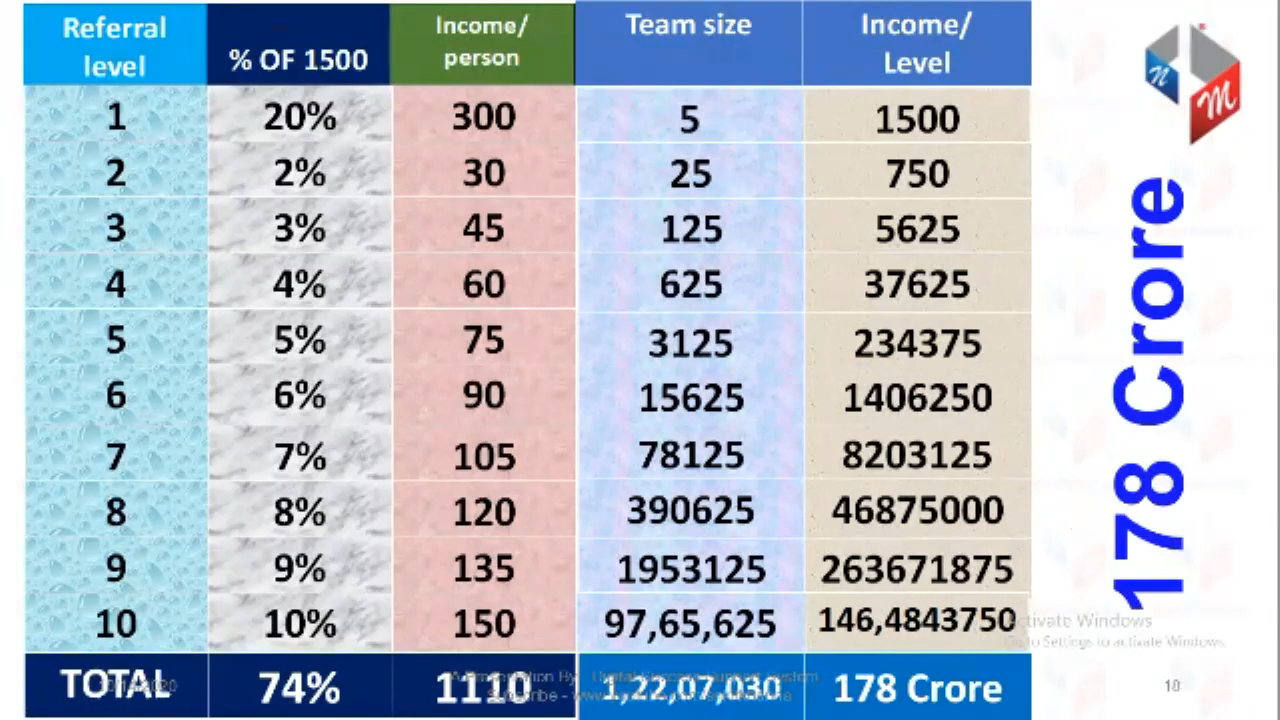 Referral level % OF 1500 Income/ person Team size Income/ Level
1 20% 300 5 1500
2 2% 30 25 750
3 3% 45 125 5625
4 4% 60 625 37625
5 5% 75 3125 234375
6 6% 90 15625 1406250
7 7% 105 78125 8203125
8 8% 120 390625 46875000
9 9% 135 1953125 263671875
10 10% 150 97,65,625 146,4843750
TOTAL 74% 1110 1,22,07,030 178 Crore
n M
178 Crore
Activate Windows
Go to Settings to activate Windows.
18